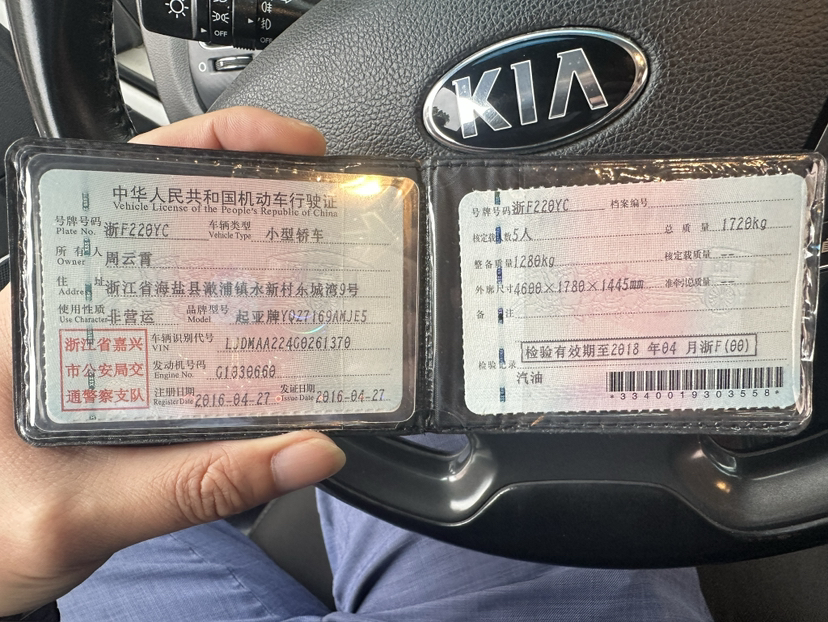 OFF
OFF
KIA
中华人民共和国机动车行驶证
Vehicle License of the People's Republic of China
号牌号码 浙F220YC 车辆类型 小型轿车
Plate No. Vehicle Type
所有人 周云霄
Owner
住址 浙江省海盐县澉浦镇永新村东城湾9号
Address
使用性质 非营运 品牌型号 起亚牌YQZ7169AMJE5
Use Character Model
浙江省嘉兴
市公安局交
通警察支队
车辆识别代号 LJDMAA224G0261370
VIN
发动机号码 G1030660
Engine No.
注册日期 2016-04-27 发证日期 2016-04-27
Register Date Issue Date
号牌号码 浙F220YC 档案编号
核定载人数 5人 总质量 1720kg
整备质量 1280kg 核定载质量 --
外廓尺寸 4600×1780×1445mm 准牵引总质量 --
备注
检验有效期至2018 年04 月浙F(00)
检验记录
汽油
*3340019303558*